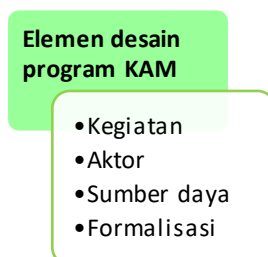 Elemen desain
program KAM
•Kegiatan
•Aktor
•Sumber daya
•Formalisasi